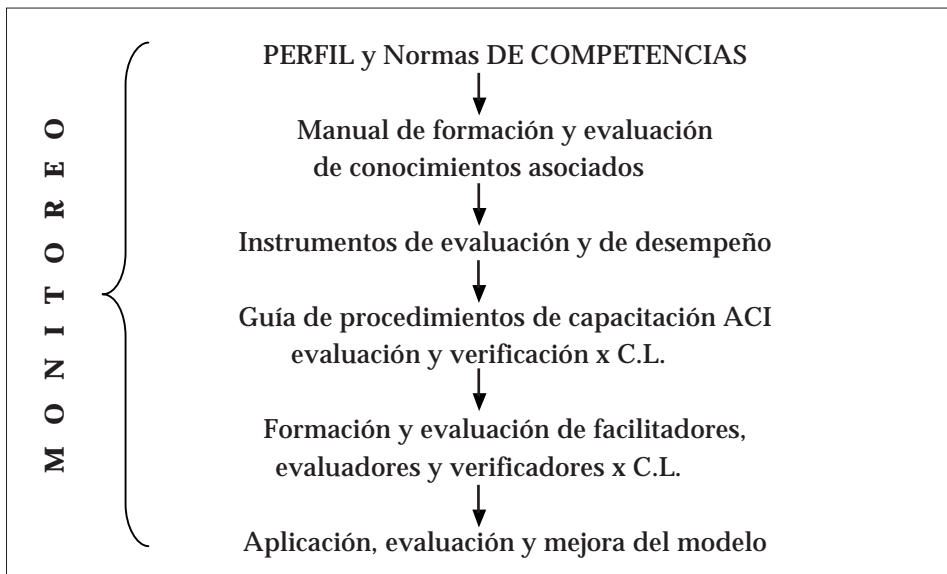 MONITOREO
PERFIL y Normas DE COMPETENCIAS
Manual de formación y evaluación
de conocimientos asociados
Instrumentos de evaluación y de desempeño
Guía de procedimientos de capacitación ACI
evaluación y verificación x C.L.
Formación y evaluación de facilitadores,
evaluadores y verificadores x C.L.
Aplicación, evaluación y mejora del modelo